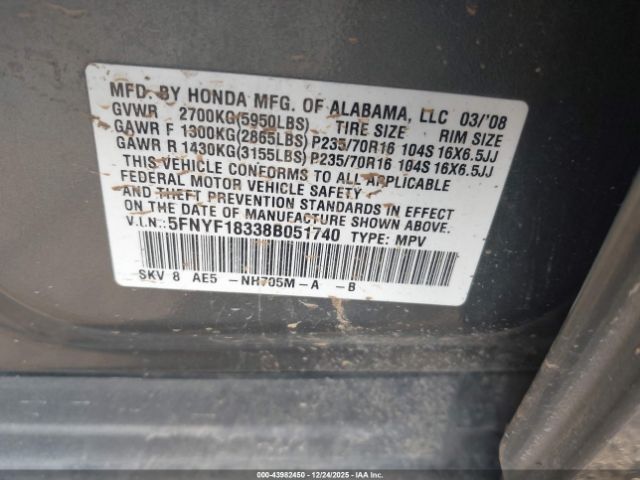 MFD. BY HONDA MFG. OF ALABAMA, LLC 03/'08
GVWR 2700KG(5950LBS) TIRE SIZE RIM SIZE
GAWR F 1300KG(2865LBS) P235/70R16 104S 16X6.5JJ
GAWR R 1430KG(3155LBS) P235/70R16 104S 16X6.5JJ
THIS VEHICLE CONFORMS TO ALL APPLICABLE
FEDERAL MOTOR VEHICLE SAFETY
AND THEFT PREVENTION STANDARDS IN EFFECT
ON THE DATE OF MANUFACTURE SHOWN ABOVE.
V.I.N.: 5FNYF18338B051740 TYPE: MPV
SKV 8 AE5 -NH705M-A -B
000-43982450 - 12/24/2025 - IAA Inc.